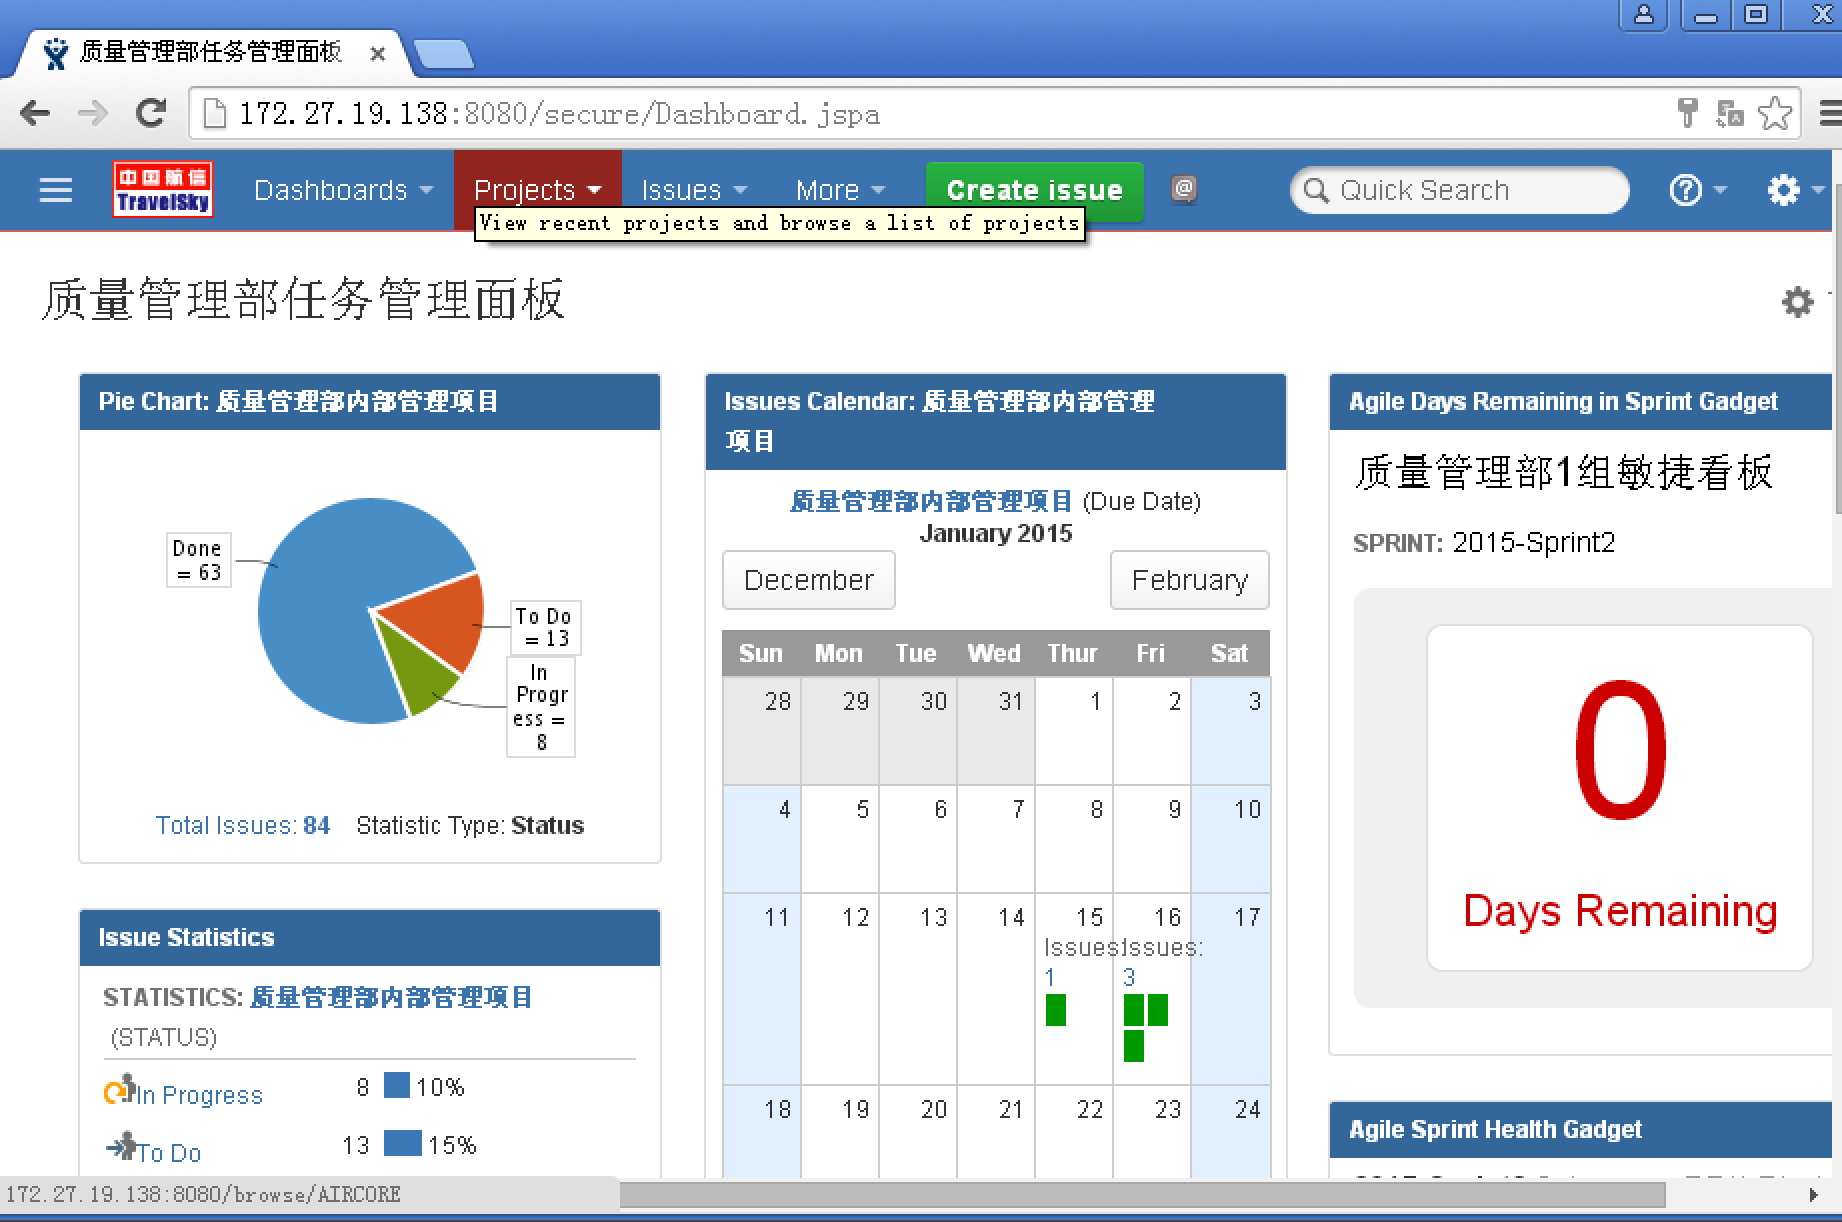 质量管理部任务管理面板
172.27.19.138:8080/secure/Dashboard.jspa
中国航信
TravelSky
Dashboards
Projects
Issues
More
Create issue
Quick Search
View recent projects and browse a list of projects
质量管理部任务管理面板
Pie Chart: 质量管理部内部管理项目
Done
= 63
To Do
= 13
In
Progr
ess =
8
Total Issues: 84 Statistic Type: Status
Issue Statistics
STATISTICS: 质量管理部内部管理项目
(STATUS)
In Progress 8 10%
To Do 13 15%
Issues Calendar: 质量管理部内部管理
项目
质量管理部内部管理项目 (Due Date)
January 2015
December February
Sun Mon Tue Wed Thur Fri Sat
28 29 30 31 1 2 3
4 5 6 7 8 9 10
11 12 13 14 15 16 17
Issues: Issues:
1 3
18 19 20 21 22 23 24
Agile Days Remaining in Sprint Gadget
质量管理部1组敏捷看板
SPRINT: 2015-Sprint2
0
Days Remaining
Agile Sprint Health Gadget
172.27.19.138:8080/browse/AIRCORE